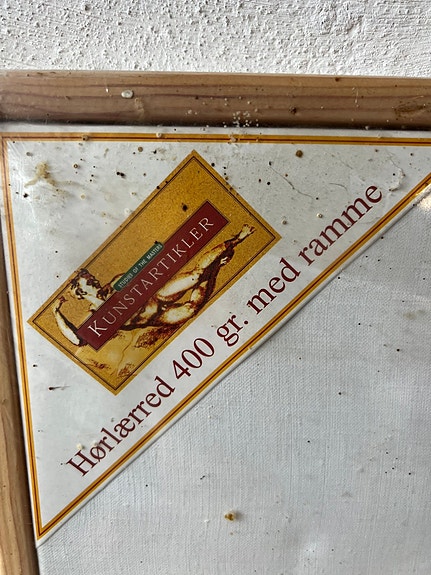 STUDIES OF THE MASTERS
KUNSTARTIKLER
Hørlærred 400 gr. med ramme